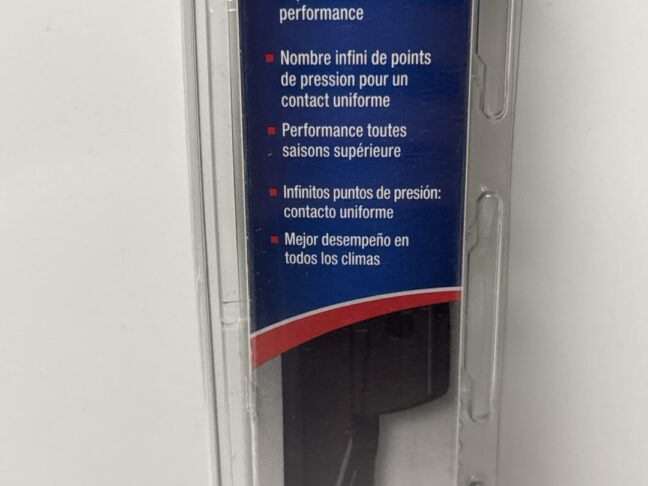 performance
Nombre infini de points
de pression pour un
contact uniforme
Performance toutes
saisons supérieure
Infinitos puntos de presión:
contacto uniforme
Mejor desempeño en
todos los climas